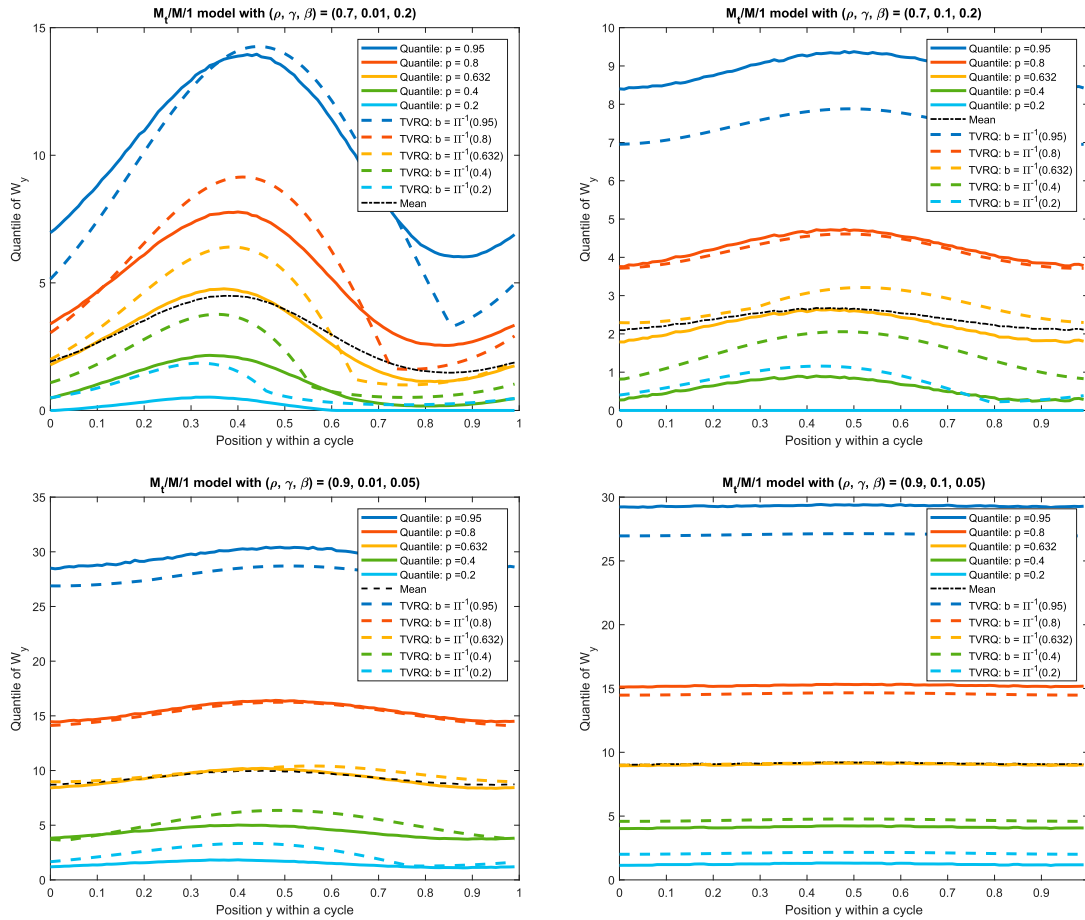 M_t/M/1 model with (ρ, γ, β) = (0.7, 0.01, 0.2)
15
10
5
0
Quantile of W_y
0 0.1 0.2 0.3 0.4 0.5 0.6 0.7 0.8 0.9 1
Position y within a cycle
Quantile: p = 0.95
Quantile: p = 0.8
Quantile: p = 0.632
Quantile: p = 0.4
Quantile: p = 0.2
TVRQ: b = Π^-1(0.95)
TVRQ: b = Π^-1(0.8)
TVRQ: b = Π^-1(0.632)
TVRQ: b = Π^-1(0.4)
TVRQ: b = Π^-1(0.2)
Mean
M_t/M/1 model with (ρ, γ, β) = (0.7, 0.1, 0.2)
10
9
8
7
6
5
4
3
2
1
0
Quantile of W_y
0 0.1 0.2 0.3 0.4 0.5 0.6 0.7 0.8 0.9
Position y within a cycle
Quantile: p = 0.95
Quantile: p = 0.8
Quantile: p = 0.632
Quantile: p = 0.4
Quantile: p = 0.2
Mean
TVRQ: b = Π^-1(0.95)
TVRQ: b = Π^-1(0.8)
TVRQ: b = Π^-1(0.632)
TVRQ: b = Π^-1(0.4)
TVRQ: b = Π^-1(0.2)
M_t/M/1 model with (ρ, γ, β) = (0.9, 0.01, 0.05)
35
30
25
20
15
10
5
0
Quantile of W_y
0 0.1 0.2 0.3 0.4 0.5 0.6 0.7 0.8 0.9 1
Position y within a cycle
Quantile: p =0.95
Quantile: p =0.8
Quantile: p =0.632
Quantile: p =0.4
Quantile: p =0.2
Mean
TVRQ: b = Π^-1(0.95)
TVRQ: b = Π^-1(0.8)
TVRQ: b = Π^-1(0.632)
TVRQ: b = Π^-1(0.4)
TVRQ: b = Π^-1(0.2)
M_t/M/1 model with (ρ, γ, β) = (0.9, 0.1, 0.05)
30
25
20
15
10
5
0
Quantile of W_y
0 0.1 0.2 0.3 0.4 0.5 0.6 0.7 0.8 0.9
Position y within a cycle
Quantile: p =0.95
Quantile: p =0.8
Quantile: p =0.632
Quantile: p =0.4
Quantile: p =0.2
Mean
TVRQ: b = Π^-1(0.95)
TVRQ: b = Π^-1(0.8)
TVRQ: b = Π^-1(0.632)
TVRQ: b = Π^-1(0.4)
TVRQ: b = Π^-1(0.2)